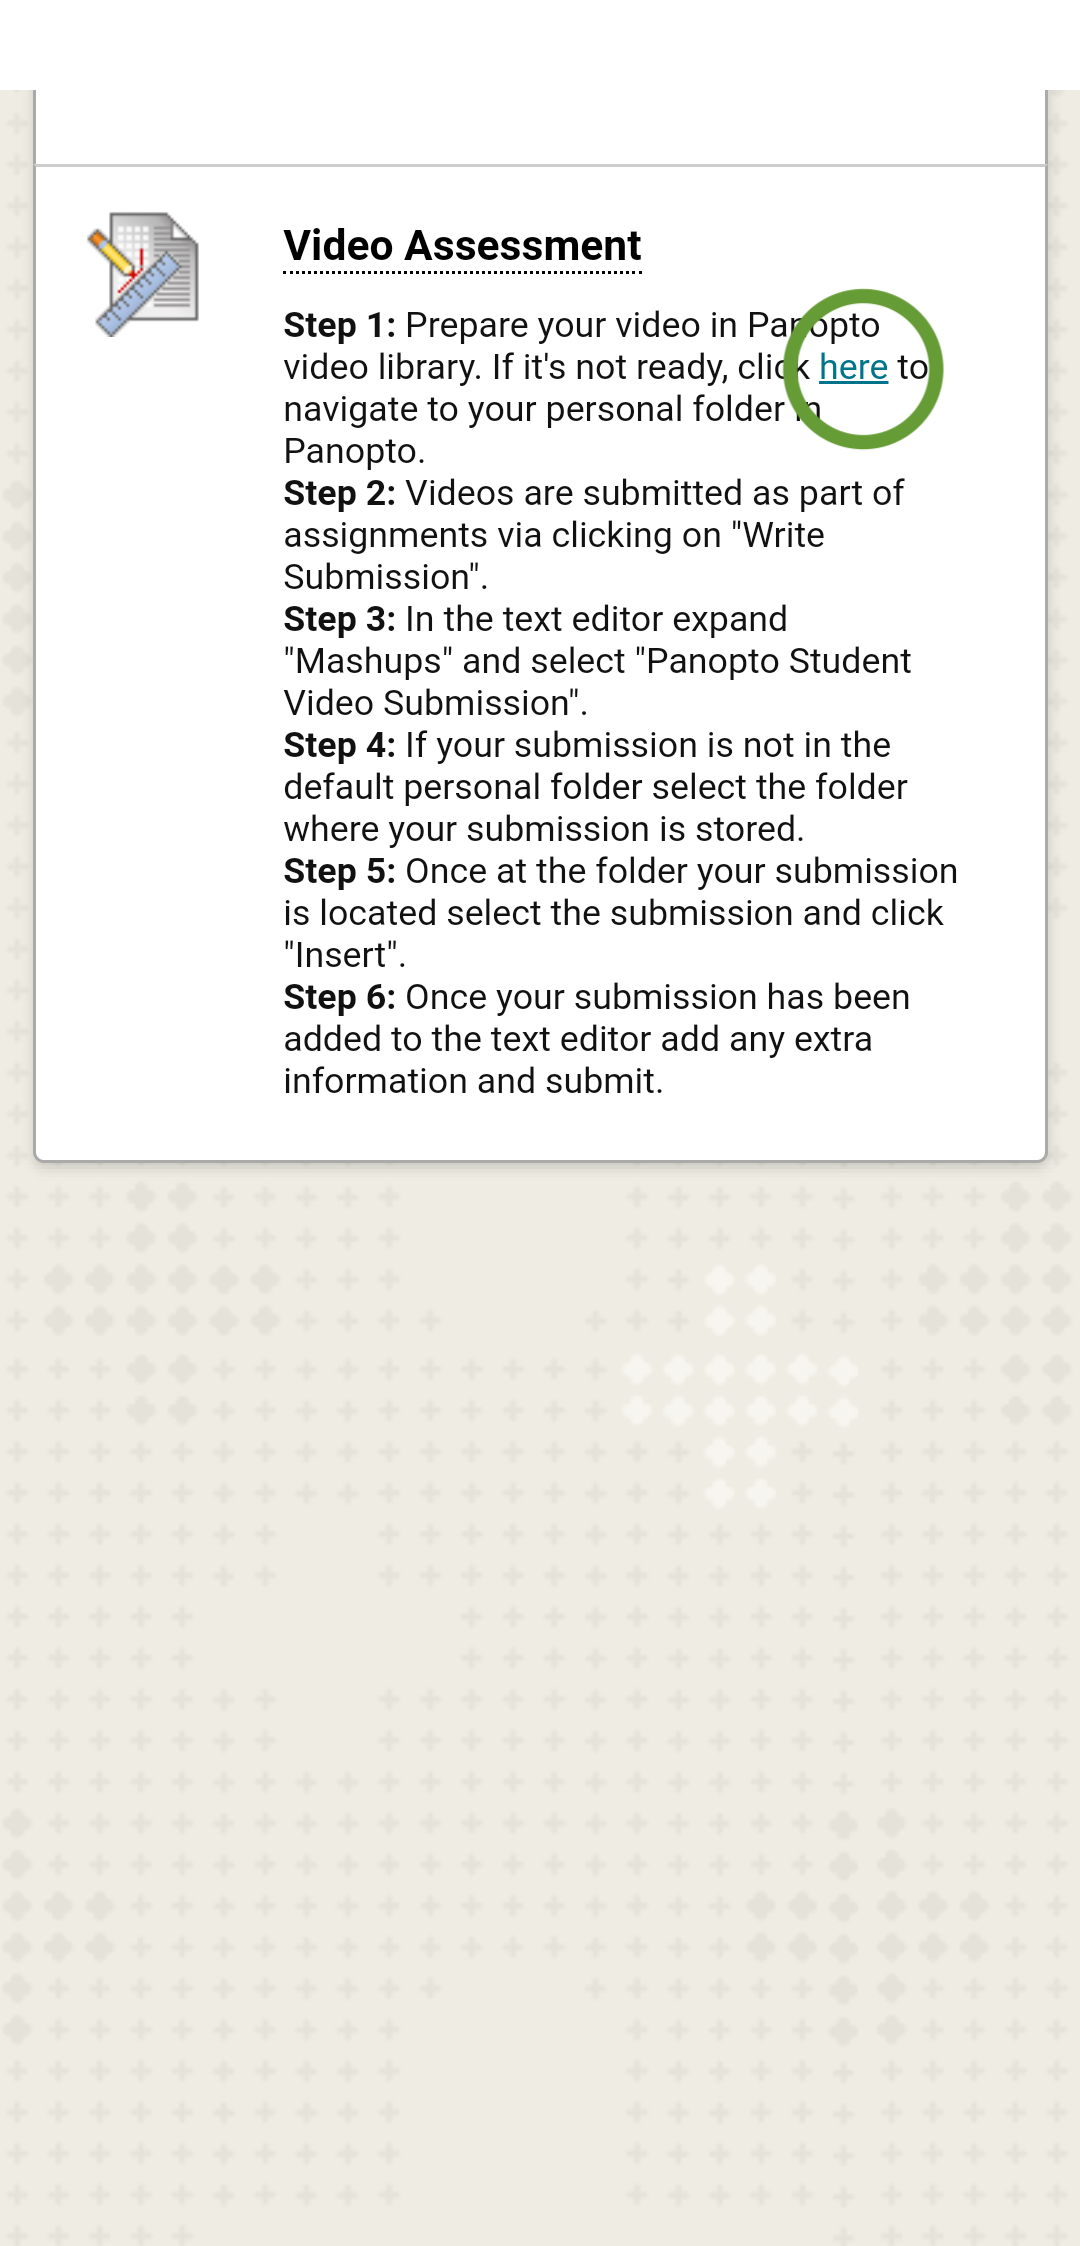 Video Assessment
Step 1: Prepare your video in Panopto
video library. If it's not ready, click here to
navigate to your personal folder in
Panopto.
Step 2: Videos are submitted as part of
assignments via clicking on "Write
Submission".
Step 3: In the text editor expand
"Mashups" and select "Panopto Student
Video Submission".
Step 4: If your submission is not in the
default personal folder select the folder
where your submission is stored.
Step 5: Once at the folder your submission
is located select the submission and click
"Insert".
Step 6: Once your submission has been
added to the text editor add any extra
information and submit.